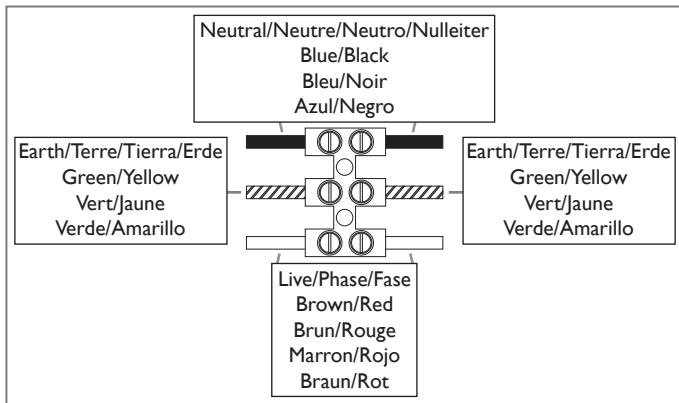 Neutral/Neutre/Neutro/Nulleiter
Blue/Black
Bleu/Noir
Azul/Negro
Earth/Terre/Tierra/Erde
Green/Yellow
Vert/Jaune
Verde/Amarillo
Earth/Terre/Tierra/Erde
Green/Yellow
Vert/Jaune
Verde/Amarillo
Live/Phase/Fase
Brown/Red
Brun/Rouge
Marron/Rojo
Braun/Rot